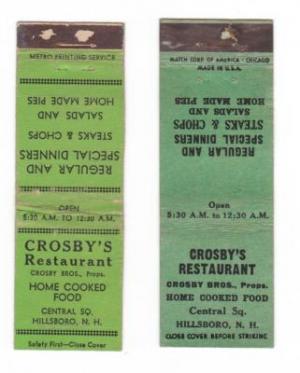 METRO PRINTING SERVICE
REGULAR AND
SPECIAL DINNERS
STEAKS & CHOPS
SALADS AND
HOME MADE PIES
OPEN
5:30 A.M. TO 12:30 A.M.
CROSBY'S
Restaurant
CROSBY BROS., Props.
HOME COOKED
FOOD
CENTRAL SQ.
HILLSBORO, N. H.
Safety First—Close Cover
MATCH CORP. OF AMERICA - CHICAGO
MADE IN U.S.A.
REGULAR AND
SPECIAL DINNERS
STEAKS & CHOPS
SALADS AND
HOME MADE PIES
Open
5:30 A.M. to 12:30 A.M.
CROSBY'S
RESTAURANT
CROSBY BROS., Props.
HOME COOKED FOOD
Central Sq.
HILLSBORO, N. H.
CLOSE COVER BEFORE STRIKING